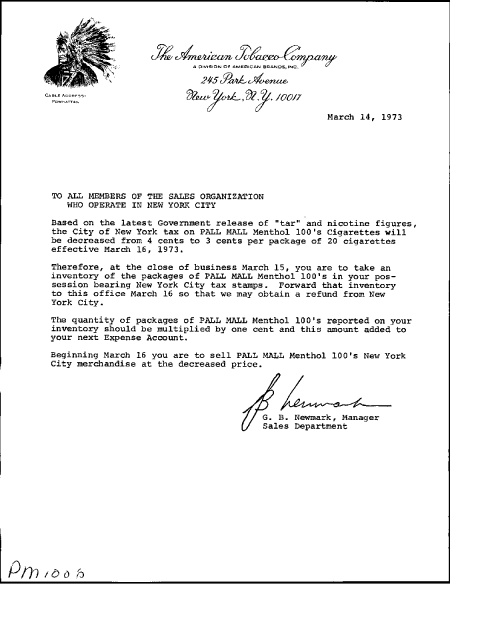 The American Tobacco Company
A DIVISION OF AMERICAN BRANDS, INC.
245 Park Avenue
New York, N.Y. 10017
CABLE ADDRESS:
POWHATTAN
March 14, 1973
TO ALL MEMBERS OF THE SALES ORGANIZATION
WHO OPERATE IN NEW YORK CITY
Based on the latest Government release of "tar" and nicotine figures,
the City of New York tax on PALL MALL Menthol 100's Cigarettes will
be decreased from 4 cents to 3 cents per package of 20 cigarettes
effective March 16, 1973.
Therefore, at the close of business March 15, you are to take an
inventory of the packages of PALL MALL Menthol 100's in your pos-
session bearing New York City tax stamps. Forward that inventory
to this office March 16 so that we may obtain a refund from New
York City.
The quantity of packages of PALL MALL Menthol 100's reported on your
inventory should be multiplied by one cent and this amount added to
your next Expense Account.
Beginning March 16 you are to sell PALL MALL Menthol 100's New York
City merchandise at the decreased price.
G. B. Newmark, Manager
Sales Department